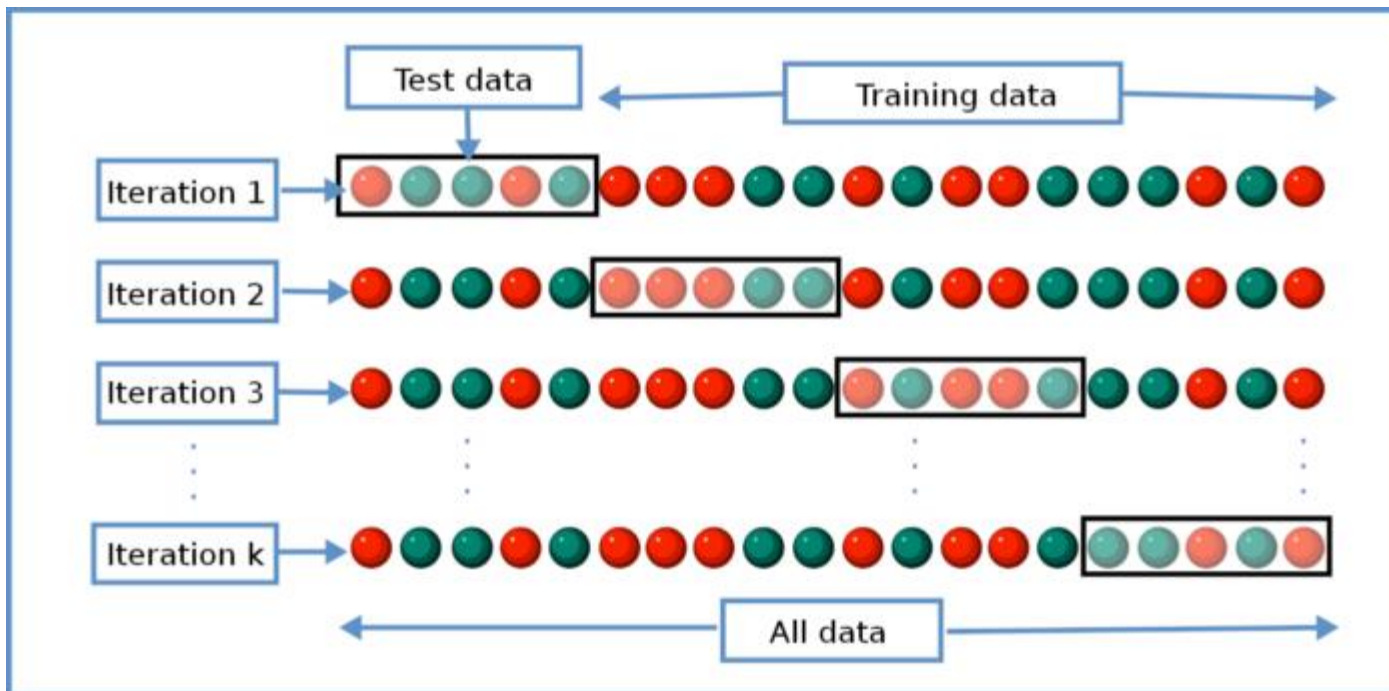 Test data
Training data
Iteration 1
Iteration 2
Iteration 3
Iteration k
All data